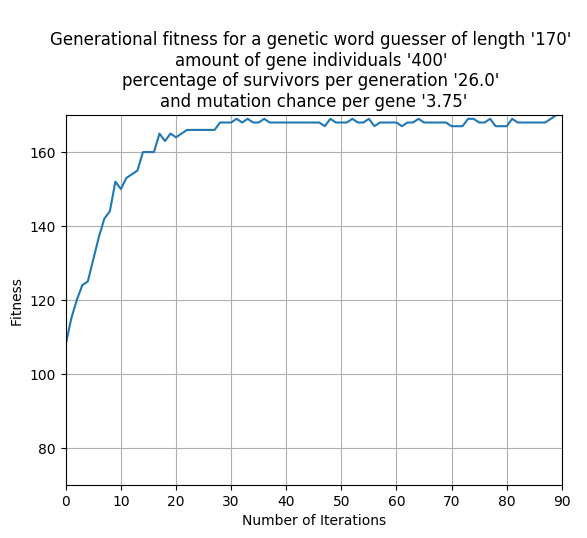 Generational fitness for a genetic word guesser of length '170'
amount of gene individuals '400'
percentage of survivors per generation '26.0'
and mutation chance per gene '3.75'
160
140
120
100
80
Fitness
0 10 20 30 40 50 60 70 80 90
Number of Iterations